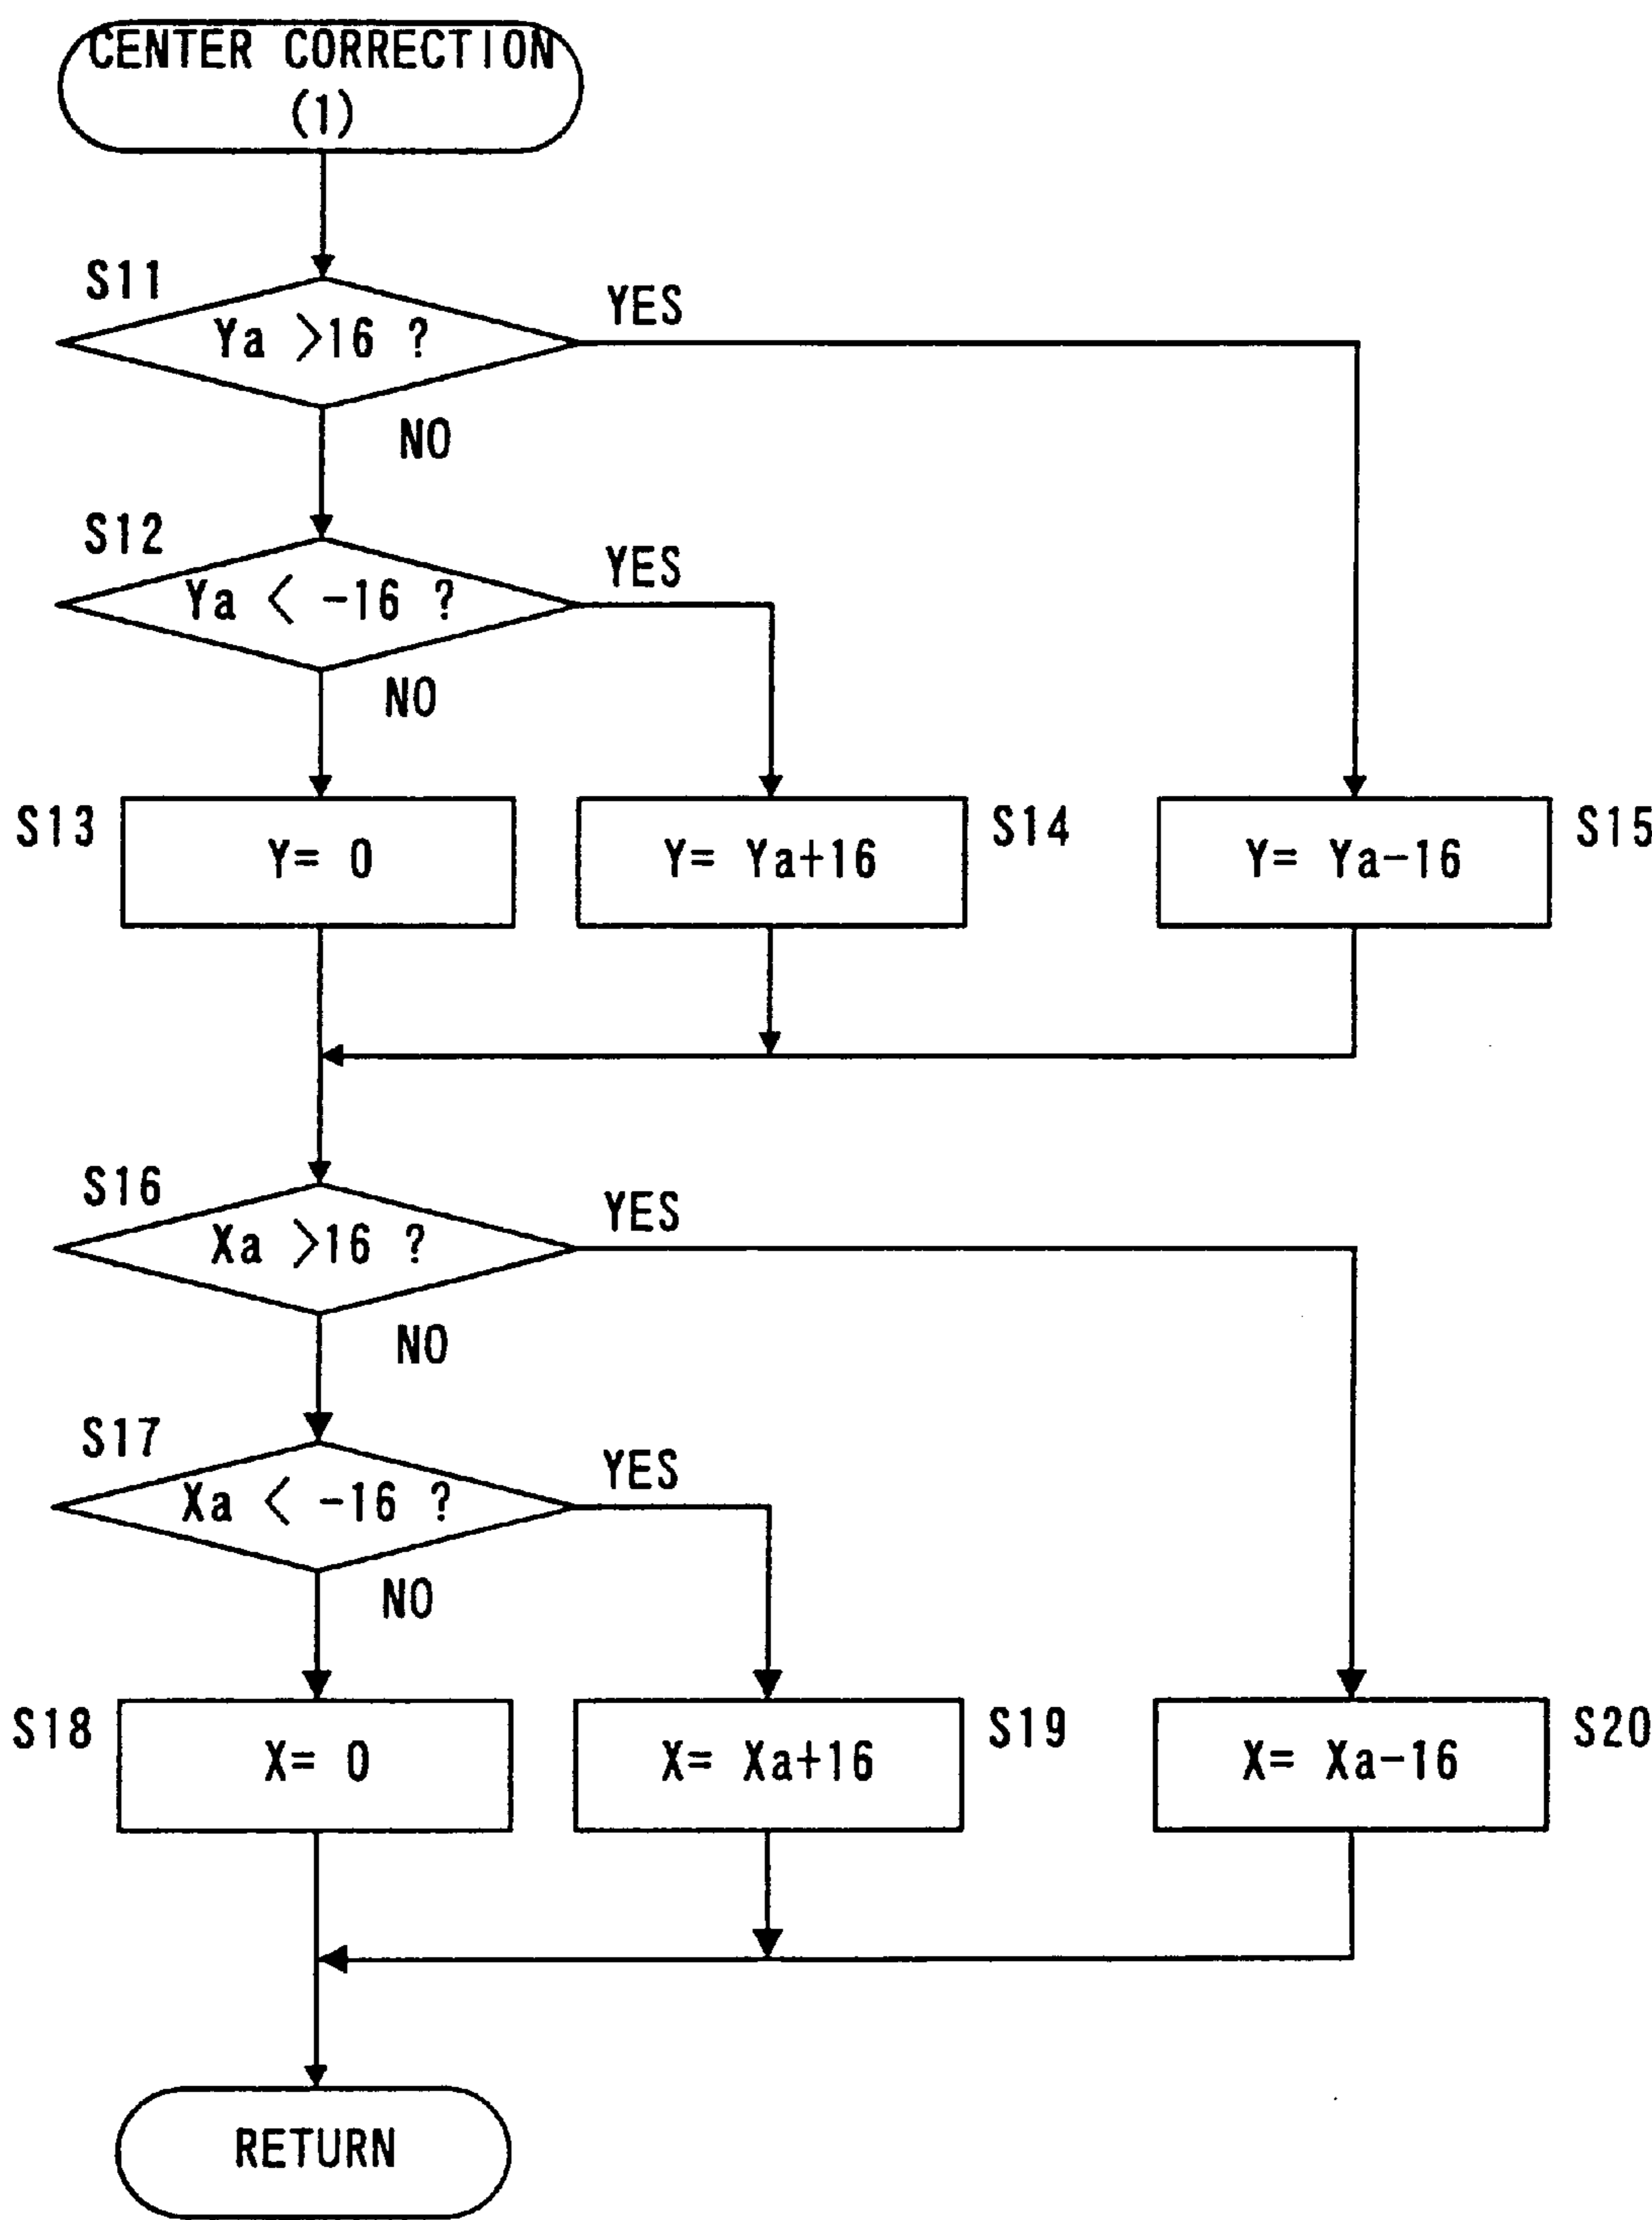 CENTER CORRECTION
(1)
S11
Ya >16 ?
YES
NO
S12
Ya < -16 ?
YES
NO
S13
Y= 0
Y= Ya+16
S14
Y= Ya-16
S15
S16
Xa >16 ?
YES
NO
S17
Xa < -16 ?
YES
NO
S18
X= 0
X= Xa+16
S19
X= Xa-16
S20
RETURN